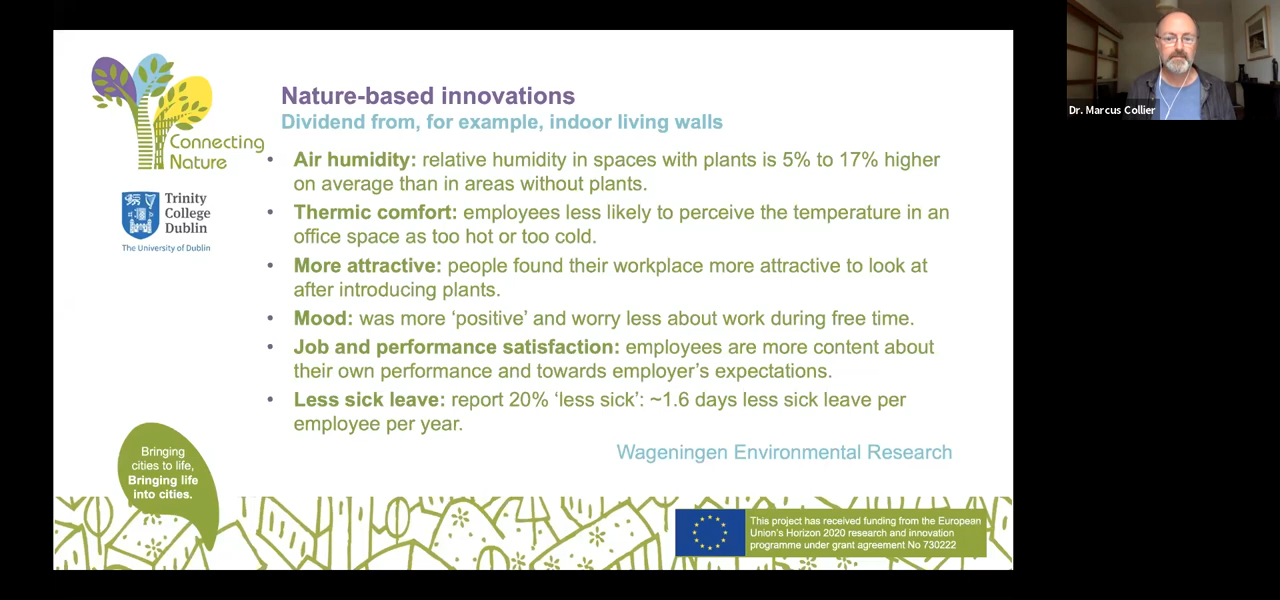 Nature-based innovations
Dividend from, for example, indoor living walls
Connecting
Nature
Trinity
College
Dublin
The University of Dublin
• Air humidity: relative humidity in spaces with plants is 5% to 17% higher
on average than in areas without plants.
• Thermic comfort: employees less likely to perceive the temperature in an
office space as too hot or too cold.
• More attractive: people found their workplace more attractive to look at
after introducing plants.
• Mood: was more ‘positive’ and worry less about work during free time.
• Job and performance satisfaction: employees are more content about
their own performance and towards employer’s expectations.
• Less sick leave: report 20% ‘less sick’: ~1.6 days less sick leave per
employee per year.
Wageningen Environmental Research
Bringing
cities to life,
Bringing life
into cities.
This project has received funding from the European
Union's Horizon 2020 research and innovation
programme under grant agreement No 730222
Dr. Marcus Collier